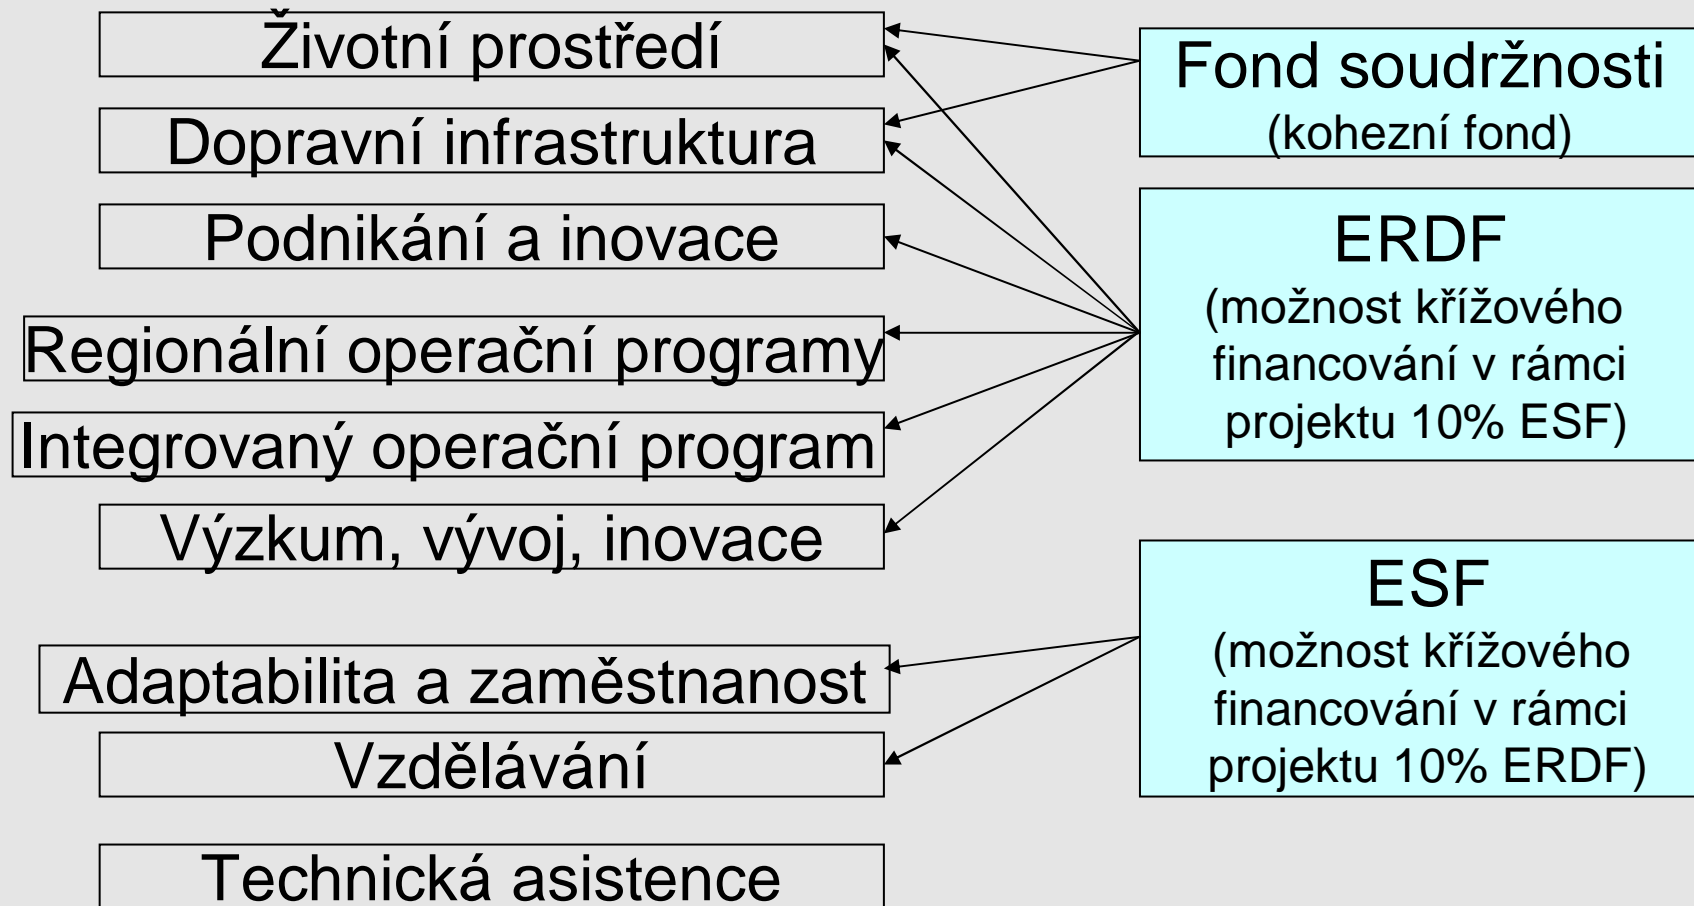 Životní prostředí
Dopravní infrastruktura
Podnikání a inovace
Regionální operační programy
Integrovaný operační program
Výzkum, vývoj, inovace
Adaptabilita a zaměstnanost
Vzdělávání
Technická asistence
Fond soudržnosti
(kohezní fond)
ERDF
(možnost křížového
financování v rámci
projektu 10% ESF)
ESF
(možnost křížového
financování v rámci
projektu 10% ERDF)